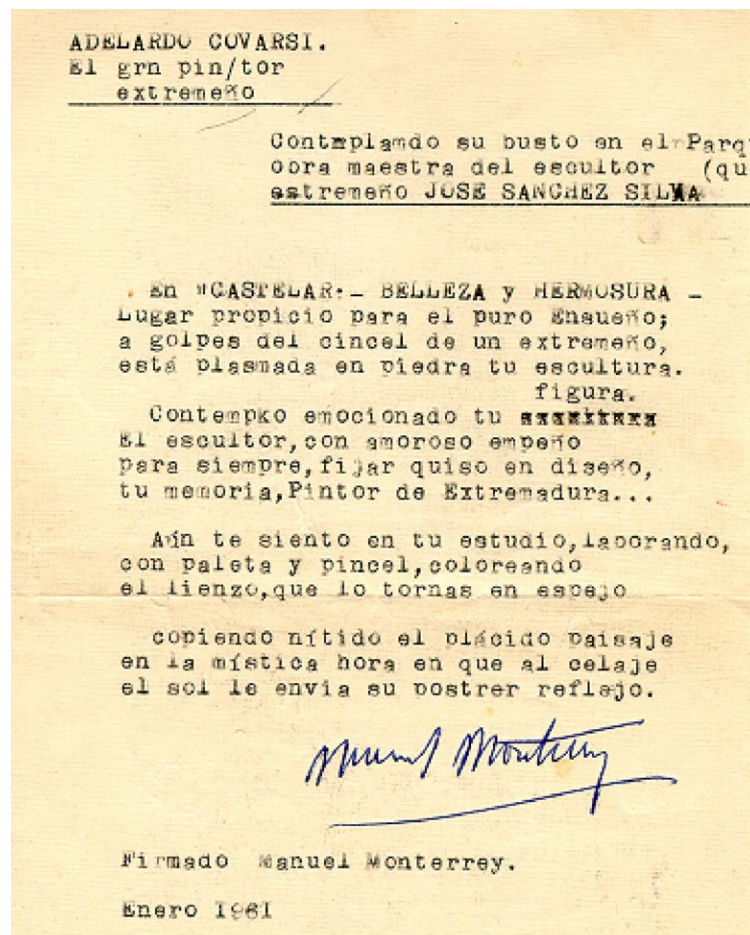 ADELARDO COVARSI.
El grn pin/tor
extremeño
Contmplamdo su busto en el Parqu
obra maestra del escultor (qu
estremeño JOSE SANCHEZ SILVA
En "CASTELAR·- BELLEZA y HERMOSURA -
Lugar propicio para el puro Ensueño;
a golpes del cincel de un extremeño,
está plasmada en piedra tu escultura.
figura.
Contempko emocionado tu
El escultor,con amoroso empeño
para siempre,fijar quiso en diseño,
tu memoria,Pintor de Extremadura...
Aún te siento en tu estudio,laborando,
con paleta y pincel,coloreando
el lienzo,que lo tornas en espejo
copiendo nítido el plácido paisaje
en la mística hora en que al celaje
el sol le envia su postrer reflejo.
Manuel Monterrey
Firmado Manuel Monterrey.
Enero I961